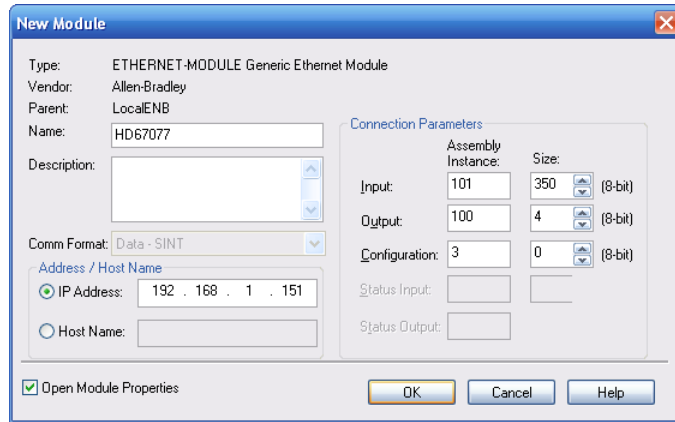 New Module
Type: ETHERNET-MODULE Generic Ethernet Module
Vendor: Allen-Bradley
Parent: LocalENB
Name: HD67077
Description:
Comm Format: Data - SINT
Address / Host Name
IP Address: 192 . 168 . 1 . 151
Host Name:
Connection Parameters
Assembly
Instance: Size:
Input: 101 350 (8-bit)
Output: 100 4 (8-bit)
Configuration: 3 0 (8-bit)
Status Input:
Status Output:
Open Module Properties
OK Cancel Help